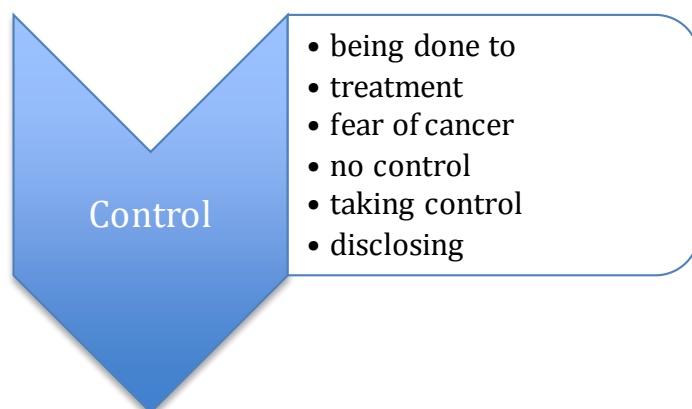 Control
• being done to
• treatment
• fear of cancer
• no control
• taking control
• disclosing